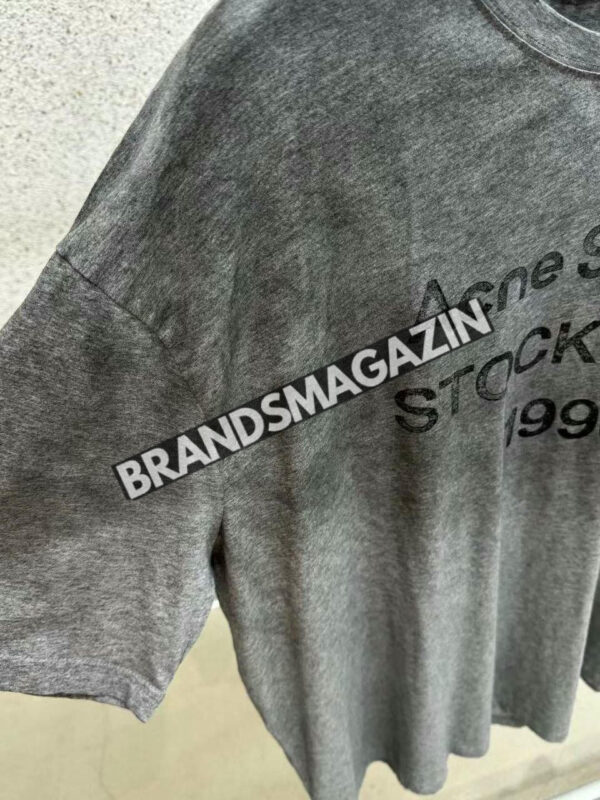 Acne S
STOCK
199
BRANDSMAGAZIN